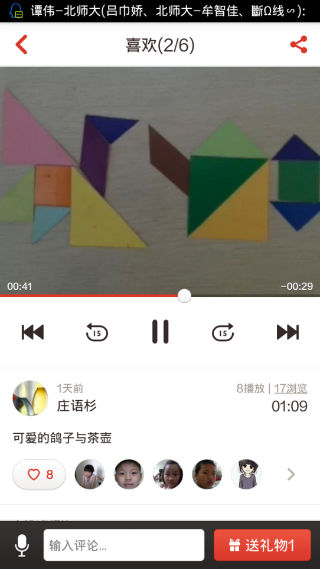 谭伟-北师大(吕巾娇、北师大-牟智佳、斷Ω线∽):
喜欢(2/6)
00:41
-00:29
15
15
1天前
8播放 | 17浏览
庄语杉
01:09
可爱的鸽子与茶壶
8
输入评论...
送礼物1